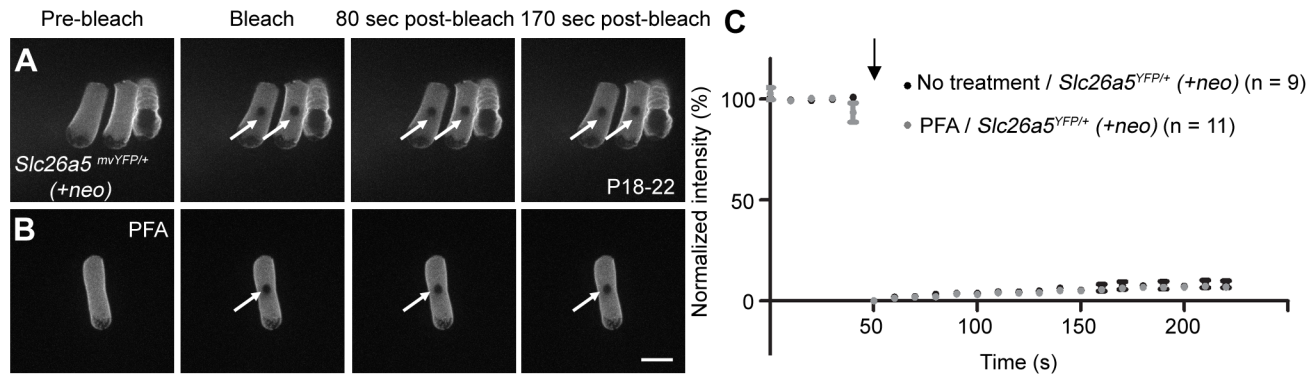 Pre-bleach
Bleach
80 sec post-bleach
170 sec post-bleach
A
Slc26a5 mvYFP/+
(+neo)
P18-22
B
PFA
C
Normalized intensity (%)
100
50
0
50
100
150
200
Time (s)
No treatment / Slc26a5YFP/+ (+neo) (n = 9)
PFA / Slc26a5YFP/+ (+neo) (n = 11)